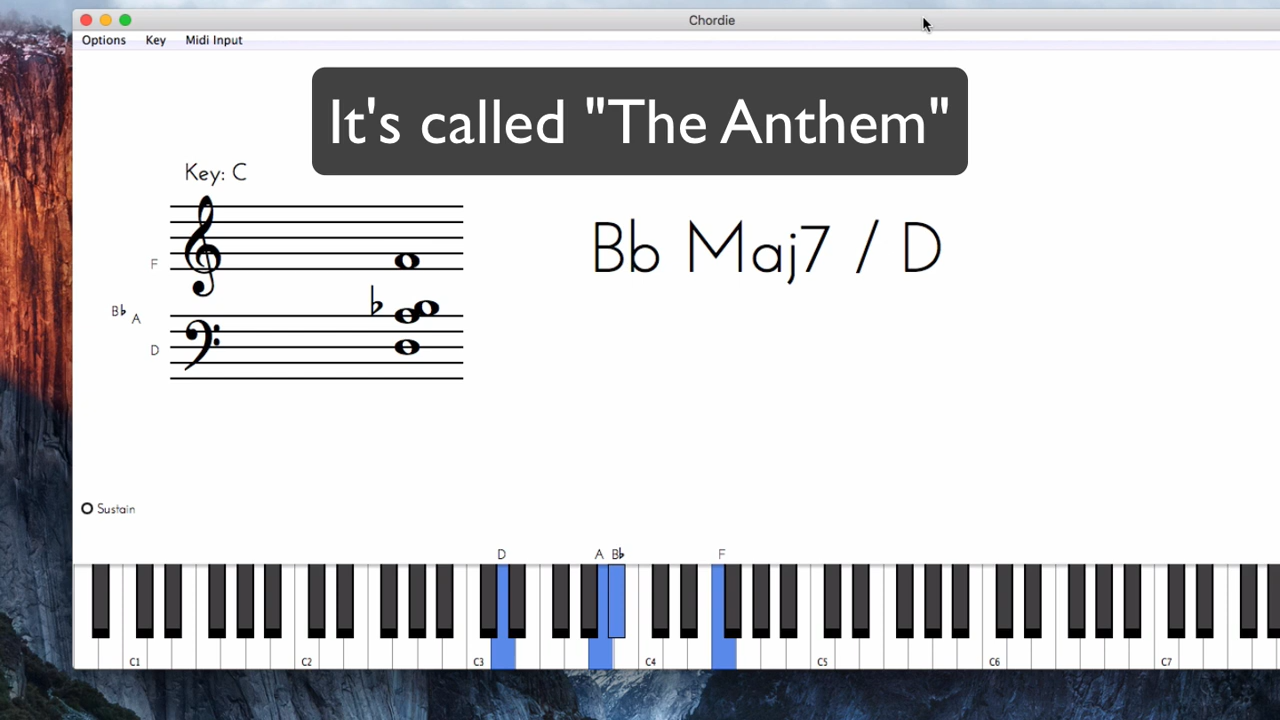 Chordie
Options Key Midi Input
It's called "The Anthem"
Key: C
Bb Maj7 / D
F
B♭ A
D
Sustain
D A B♭ F
C1 C2 C3 C4 C5 C6 C7